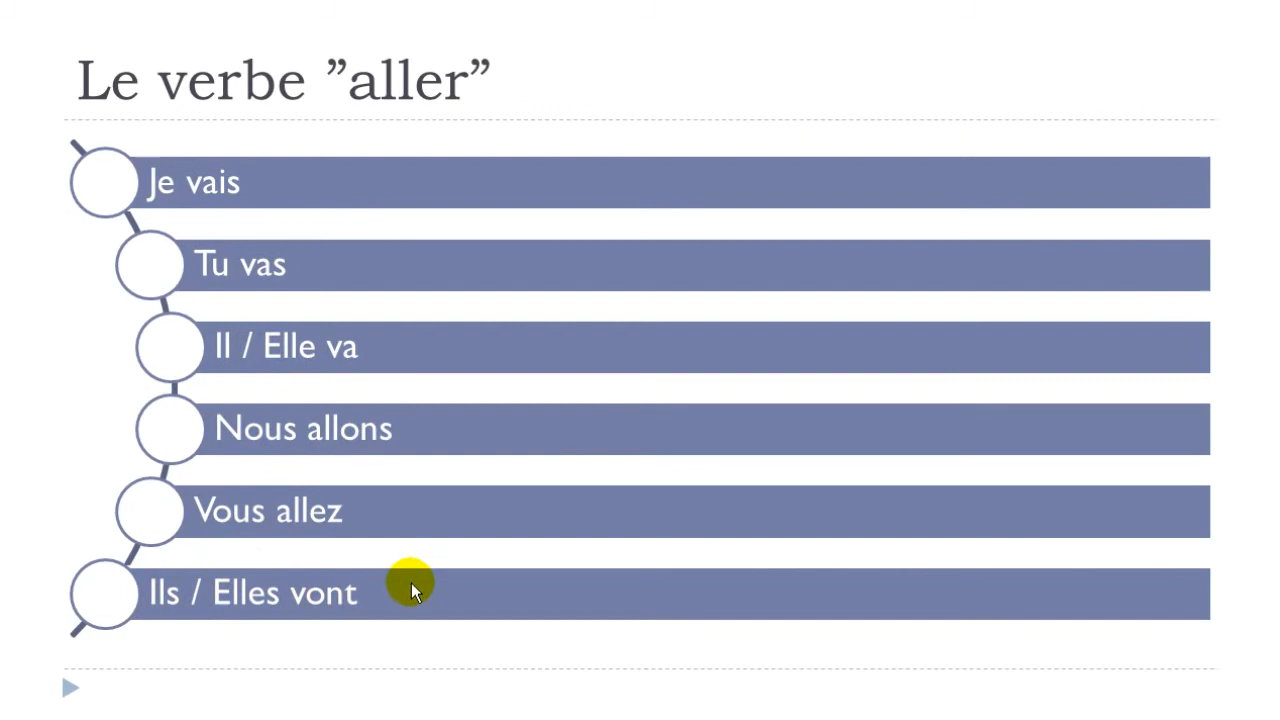 Le verbe ”aller”
Je vais
Tu vas
Il / Elle va
Nous allons
Vous allez
Ils / Elles vont